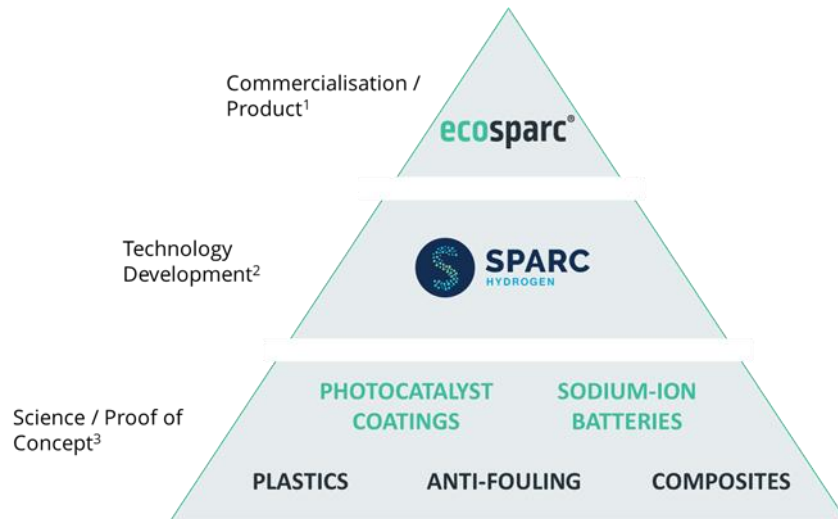 Commercialisation /
Product¹
ecosparc®
Technology
Development²
SPARC
HYDROGEN
PHOTOCATALYST
COATINGS
SODIUM-ION
BATTERIES
Science / Proof of
Concept³
PLASTICS ANTI-FOULING COMPOSITES